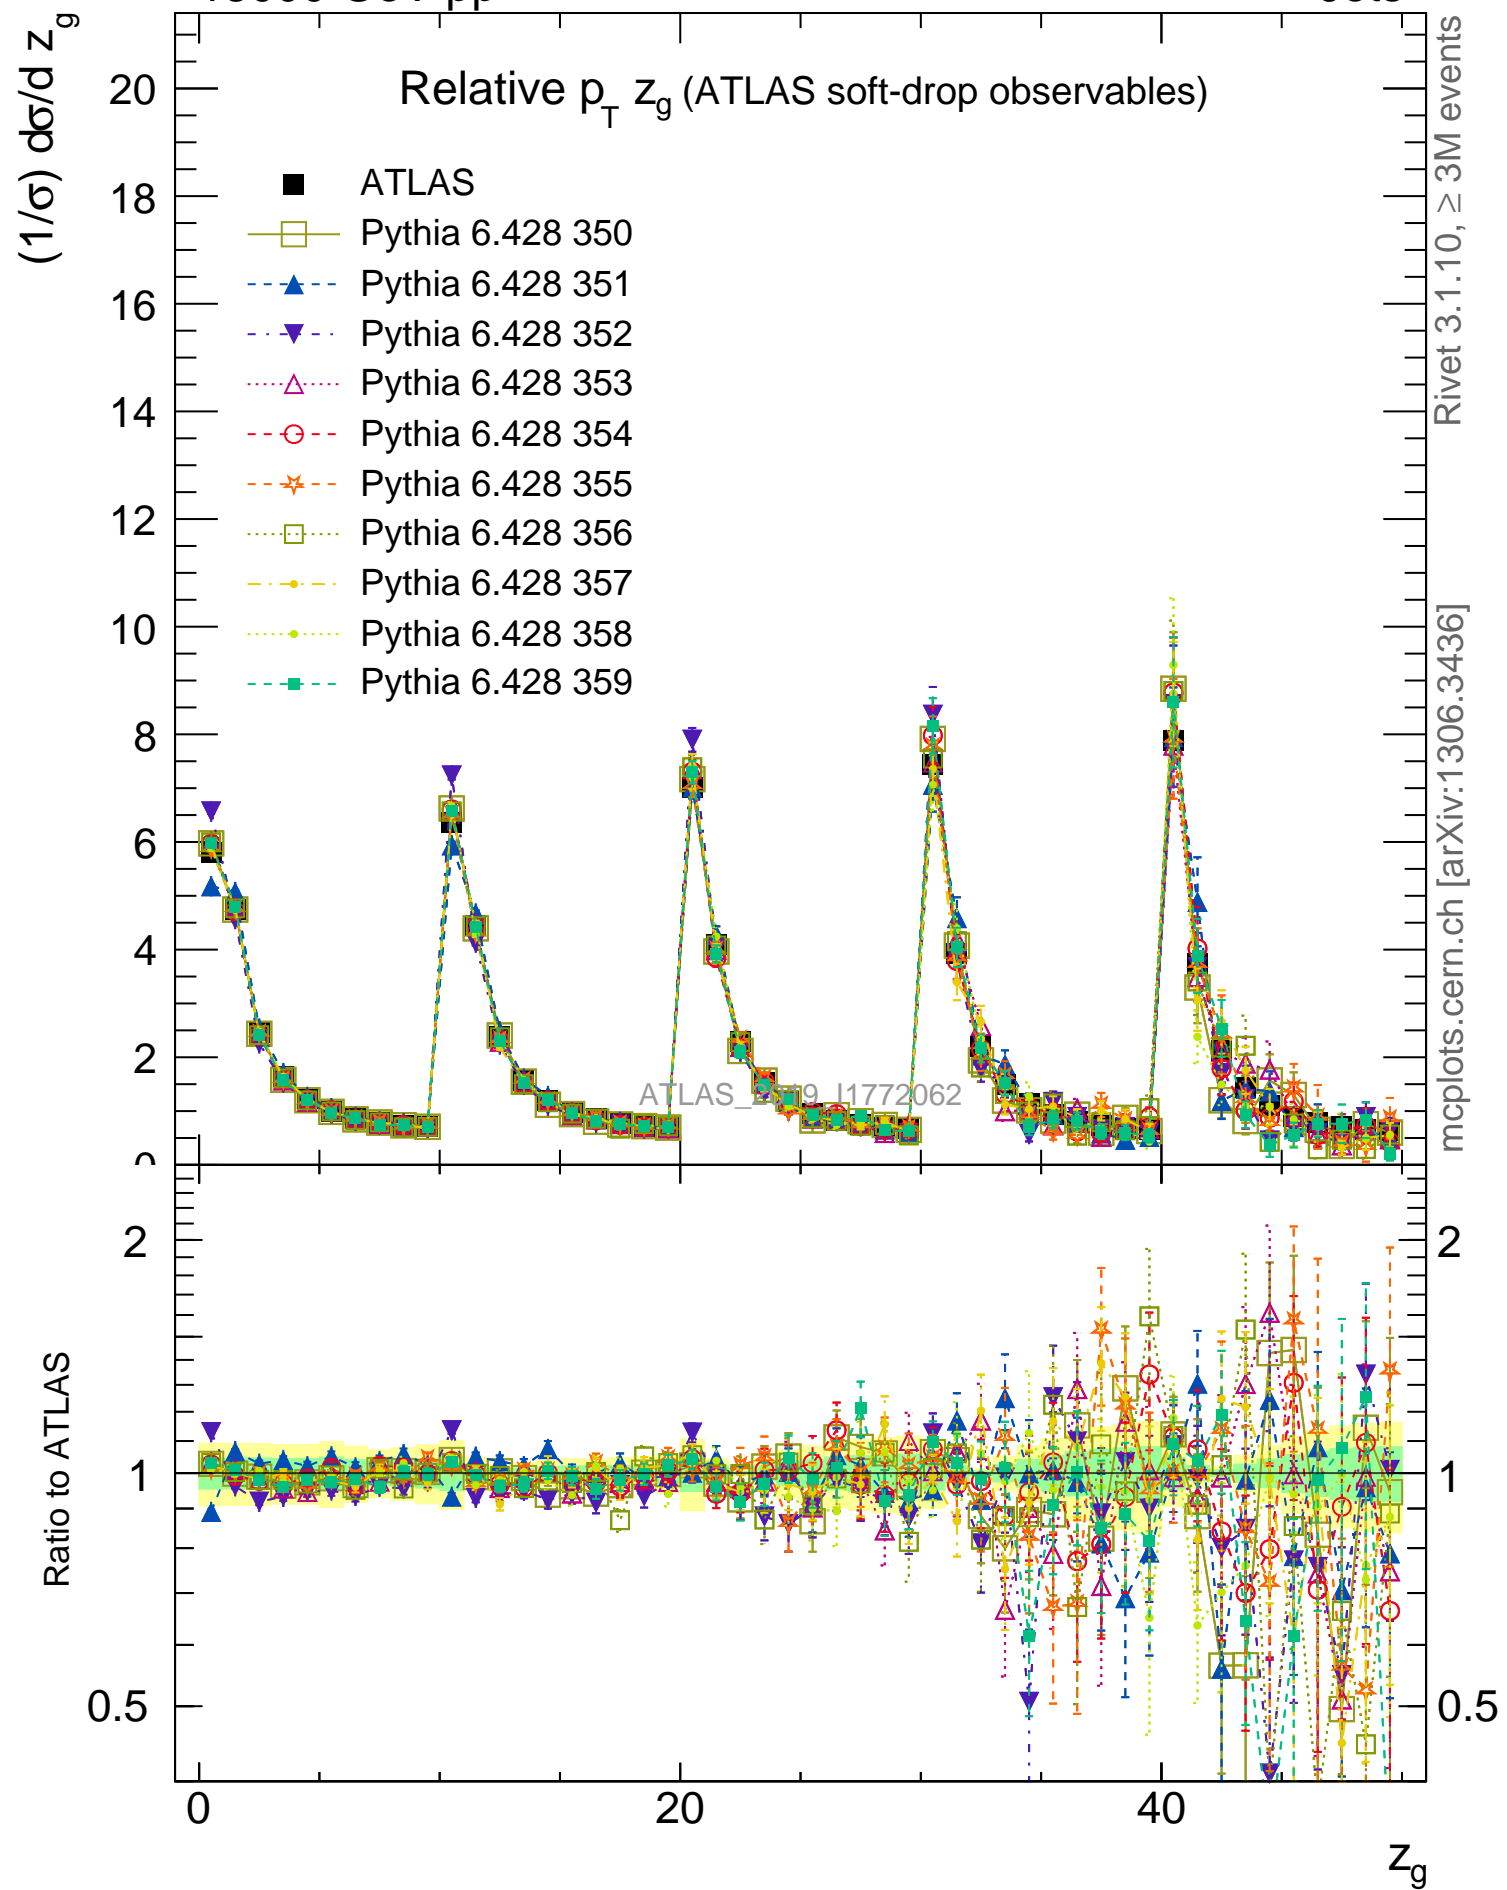 Relative p_T z_g (ATLAS soft-drop observables)
(1/σ) dσ/d z_g
20
18
16
14
12
10
8
6
4
2
0
ATLAS
Pythia 6.428 350
Pythia 6.428 351
Pythia 6.428 352
Pythia 6.428 353
Pythia 6.428 354
Pythia 6.428 355
Pythia 6.428 356
Pythia 6.428 357
Pythia 6.428 358
Pythia 6.428 359
ATLAS_2019_I1772062
Rivet 3.1.10, ≥ 3M events
mcplots.cern.ch [arXiv:1306.3436]
Ratio to ATLAS
2
1
0.5
2
1
0.5
0
20
40
z_g